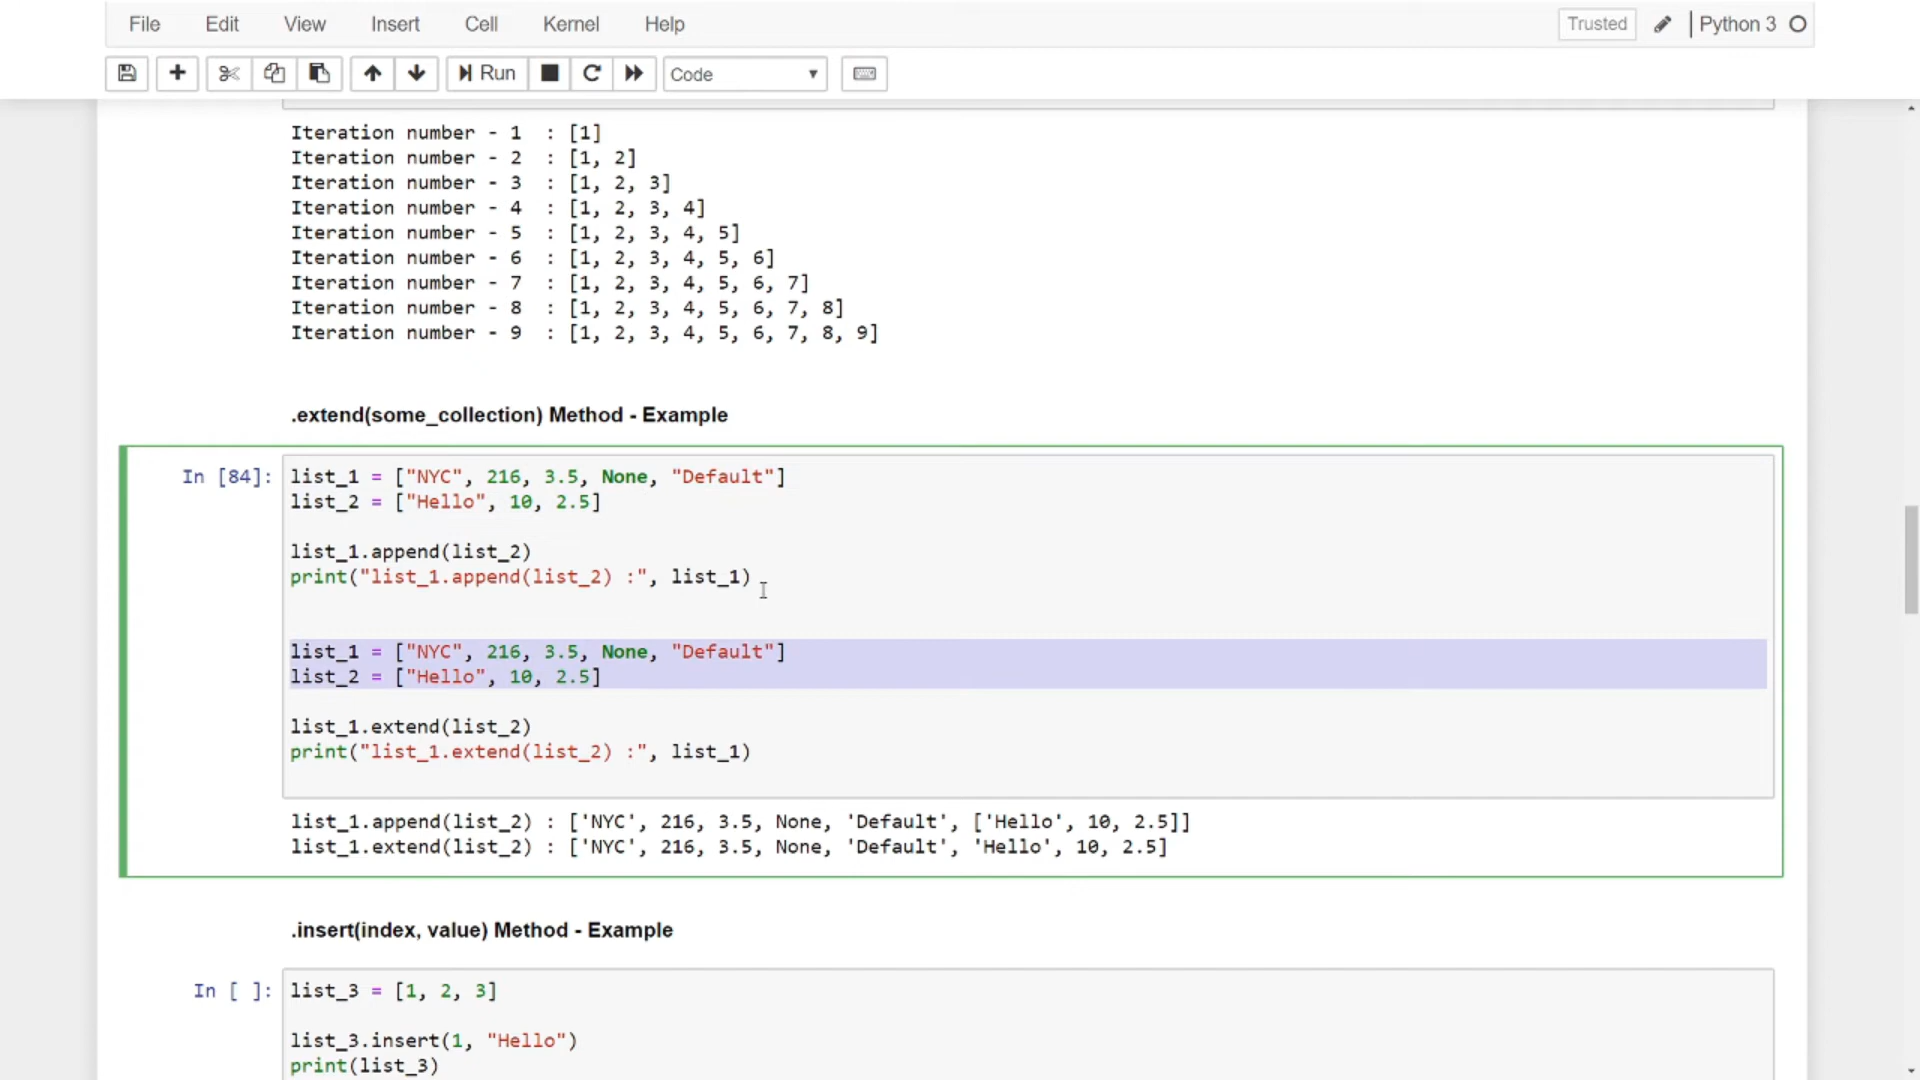 File Edit View Insert Cell Kernel Help Trusted Python 3
Run Code
Iteration number - 1  : [1]
Iteration number - 2  : [1, 2]
Iteration number - 3  : [1, 2, 3]
Iteration number - 4  : [1, 2, 3, 4]
Iteration number - 5  : [1, 2, 3, 4, 5]
Iteration number - 6  : [1, 2, 3, 4, 5, 6]
Iteration number - 7  : [1, 2, 3, 4, 5, 6, 7]
Iteration number - 8  : [1, 2, 3, 4, 5, 6, 7, 8]
Iteration number - 9  : [1, 2, 3, 4, 5, 6, 7, 8, 9]
.extend(some_collection) Method - Example
In [84]: list_1 = ["NYC", 216, 3.5, None, "Default"]
list_2 = ["Hello", 10, 2.5]
list_1.append(list_2)
print("list_1.append(list_2) :", list_1)
list_1 = ["NYC", 216, 3.5, None, "Default"]
list_2 = ["Hello", 10, 2.5]
list_1.extend(list_2)
print("list_1.extend(list_2) :", list_1)
list_1.append(list_2) : ['NYC', 216, 3.5, None, 'Default', ['Hello', 10, 2.5]]
list_1.extend(list_2) : ['NYC', 216, 3.5, None, 'Default', 'Hello', 10, 2.5]
.insert(index, value) Method - Example
In [ ]: list_3 = [1, 2, 3]
list_3.insert(1, "Hello")
print(list_3)